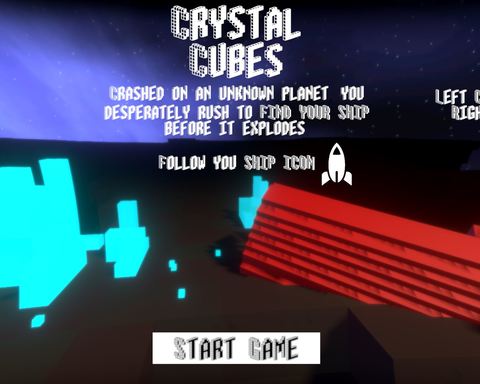 CRYSTAL
CUBES
CRASHED ON AN UNKNOWN PLANET YOU
DESPERATELY RUSH TO FIND YOUR SHIP
BEFORE IT EXPLODES
LEFT
FOLLOW YOU SHIP ICON
START GAME